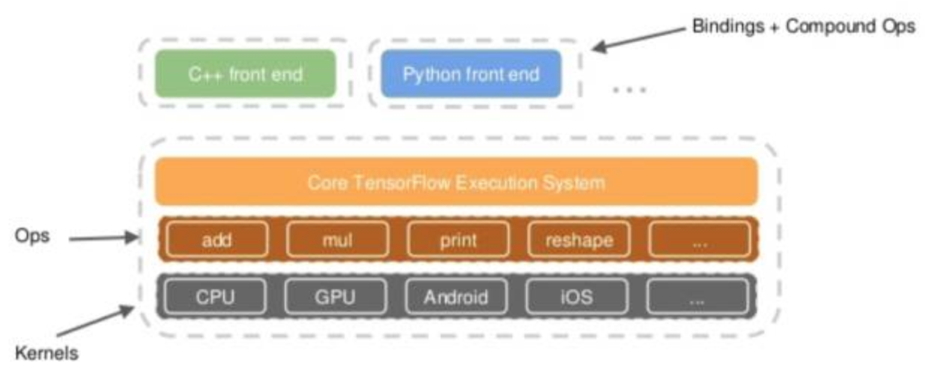 Bindings + Compound Ops
C++ front end
Python front end
...
Core TensorFlow Execution System
Ops
add
mul
print
reshape
...
CPU
GPU
Android
iOS
...
Kernels